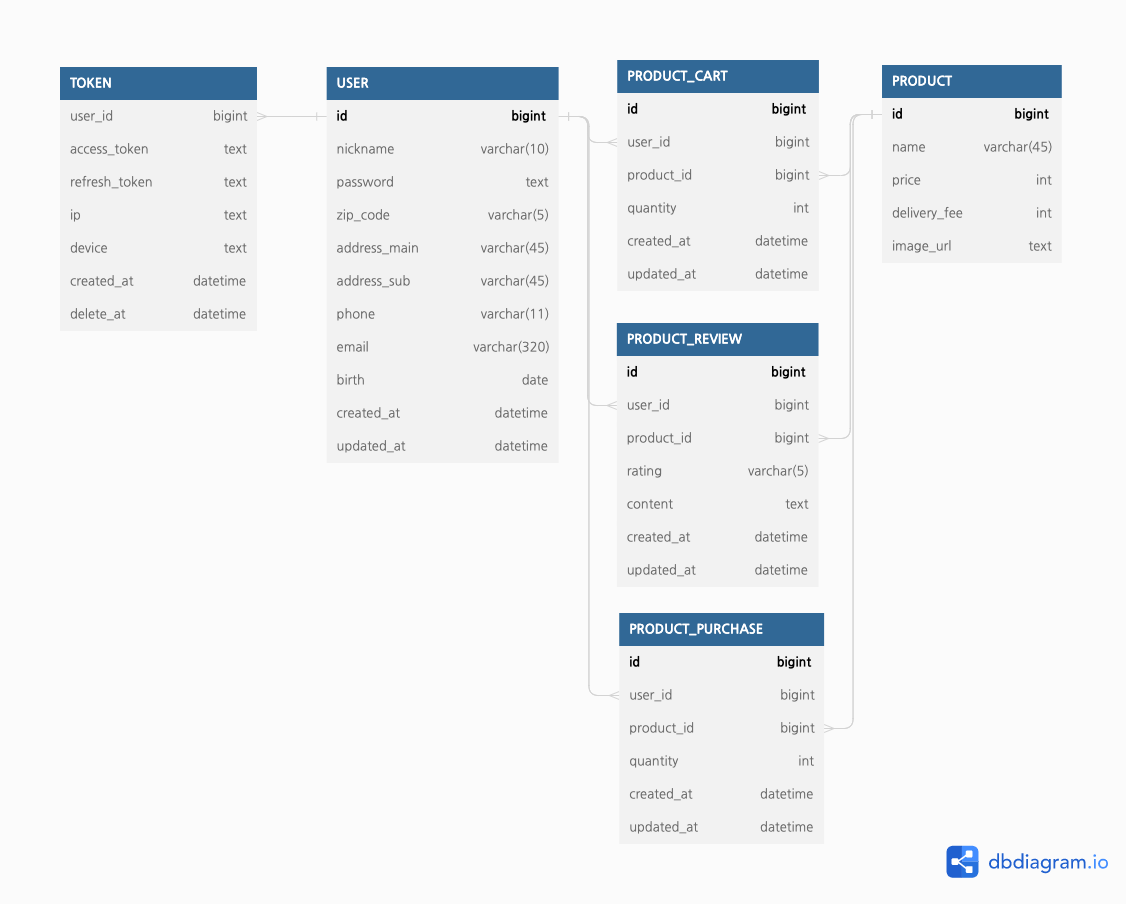 TOKEN
user_id bigint
access_token text
refresh_token text
ip text
device text
created_at datetime
delete_at datetime
USER
id bigint
nickname varchar(10)
password text
zip_code varchar(5)
address_main varchar(45)
address_sub varchar(45)
phone varchar(11)
email varchar(320)
birth date
created_at datetime
updated_at datetime
PRODUCT_CART
id bigint
user_id bigint
product_id bigint
quantity int
created_at datetime
updated_at datetime
PRODUCT_REVIEW
id bigint
user_id bigint
product_id bigint
rating varchar(5)
content text
created_at datetime
updated_at datetime
PRODUCT_PURCHASE
id bigint
user_id bigint
product_id bigint
quantity int
created_at datetime
updated_at datetime
PRODUCT
id bigint
name varchar(45)
price int
delivery_fee int
image_url text
dbdiagram.io